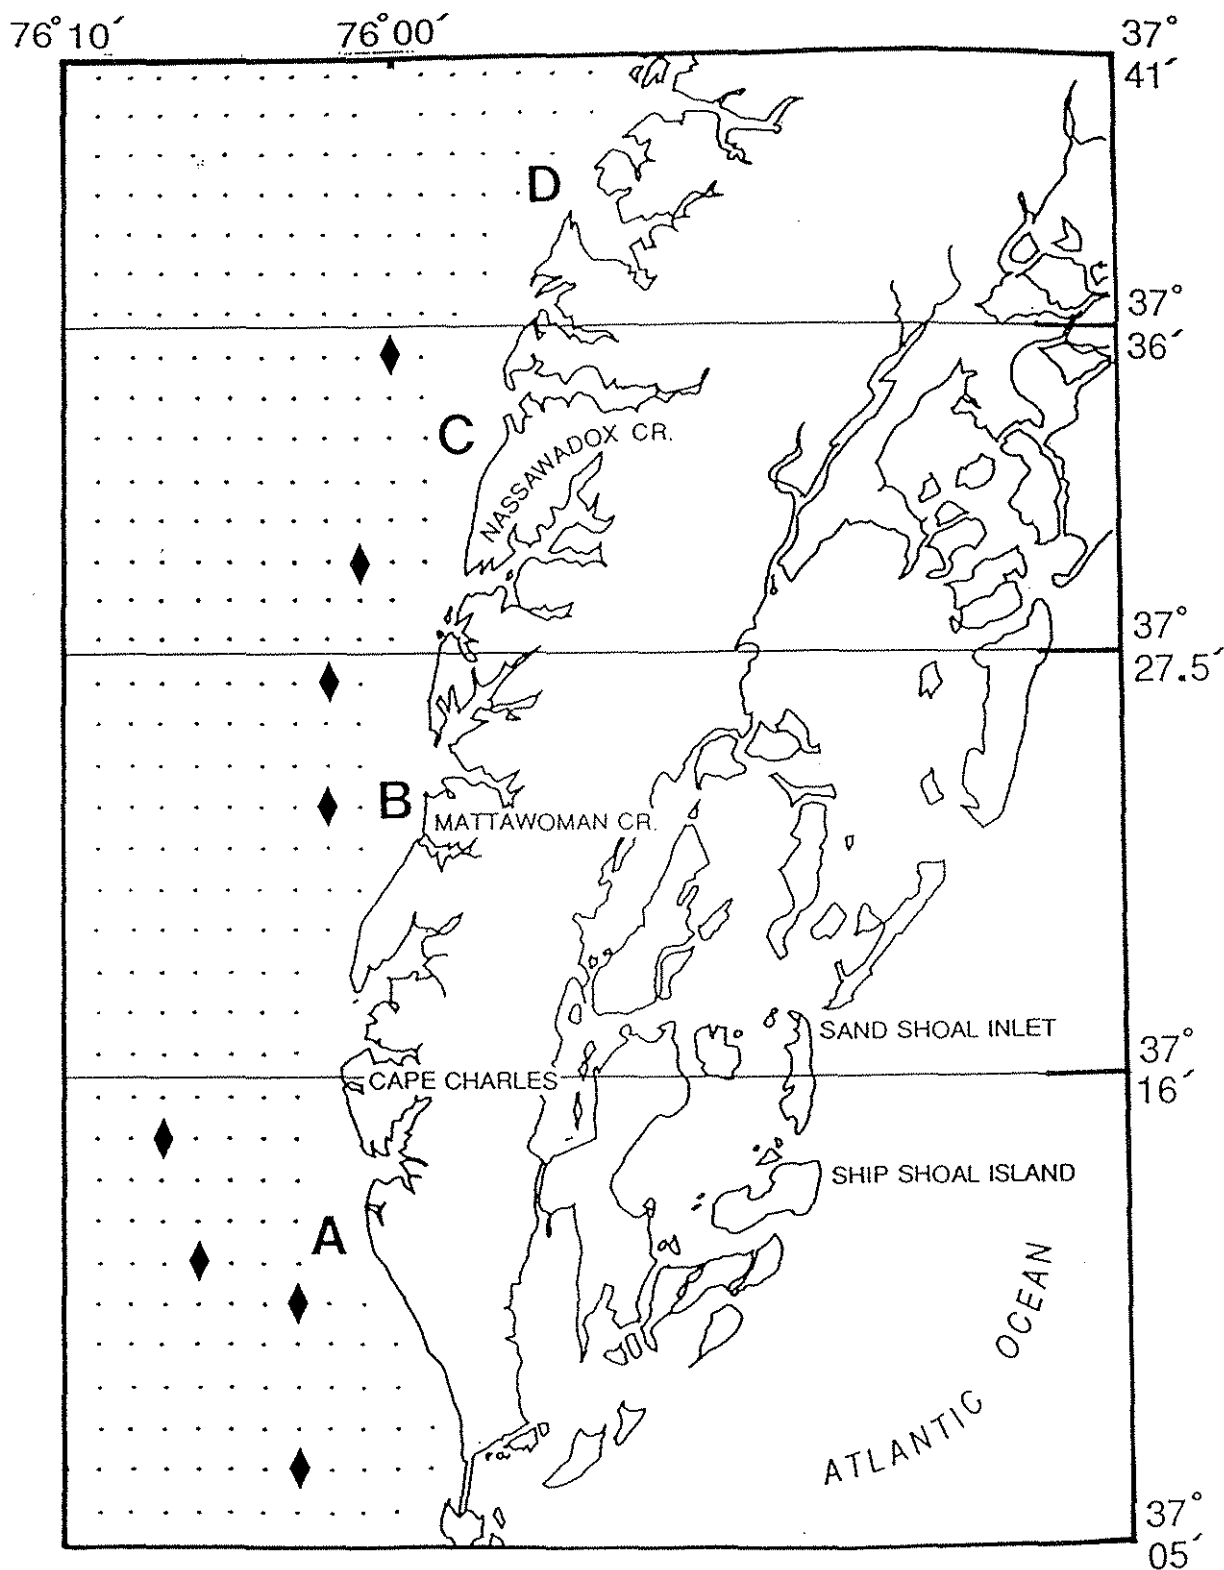 76°10′
76°00′
37°
41′
D
37°
36′
C
NASSAWADOX CR.
37°
27.5′
B
MATTAWOMAN CR.
SAND SHOAL INLET
37°
16′
CAPE CHARLES
SHIP SHOAL ISLAND
A
ATLANTIC OCEAN
37°
05′